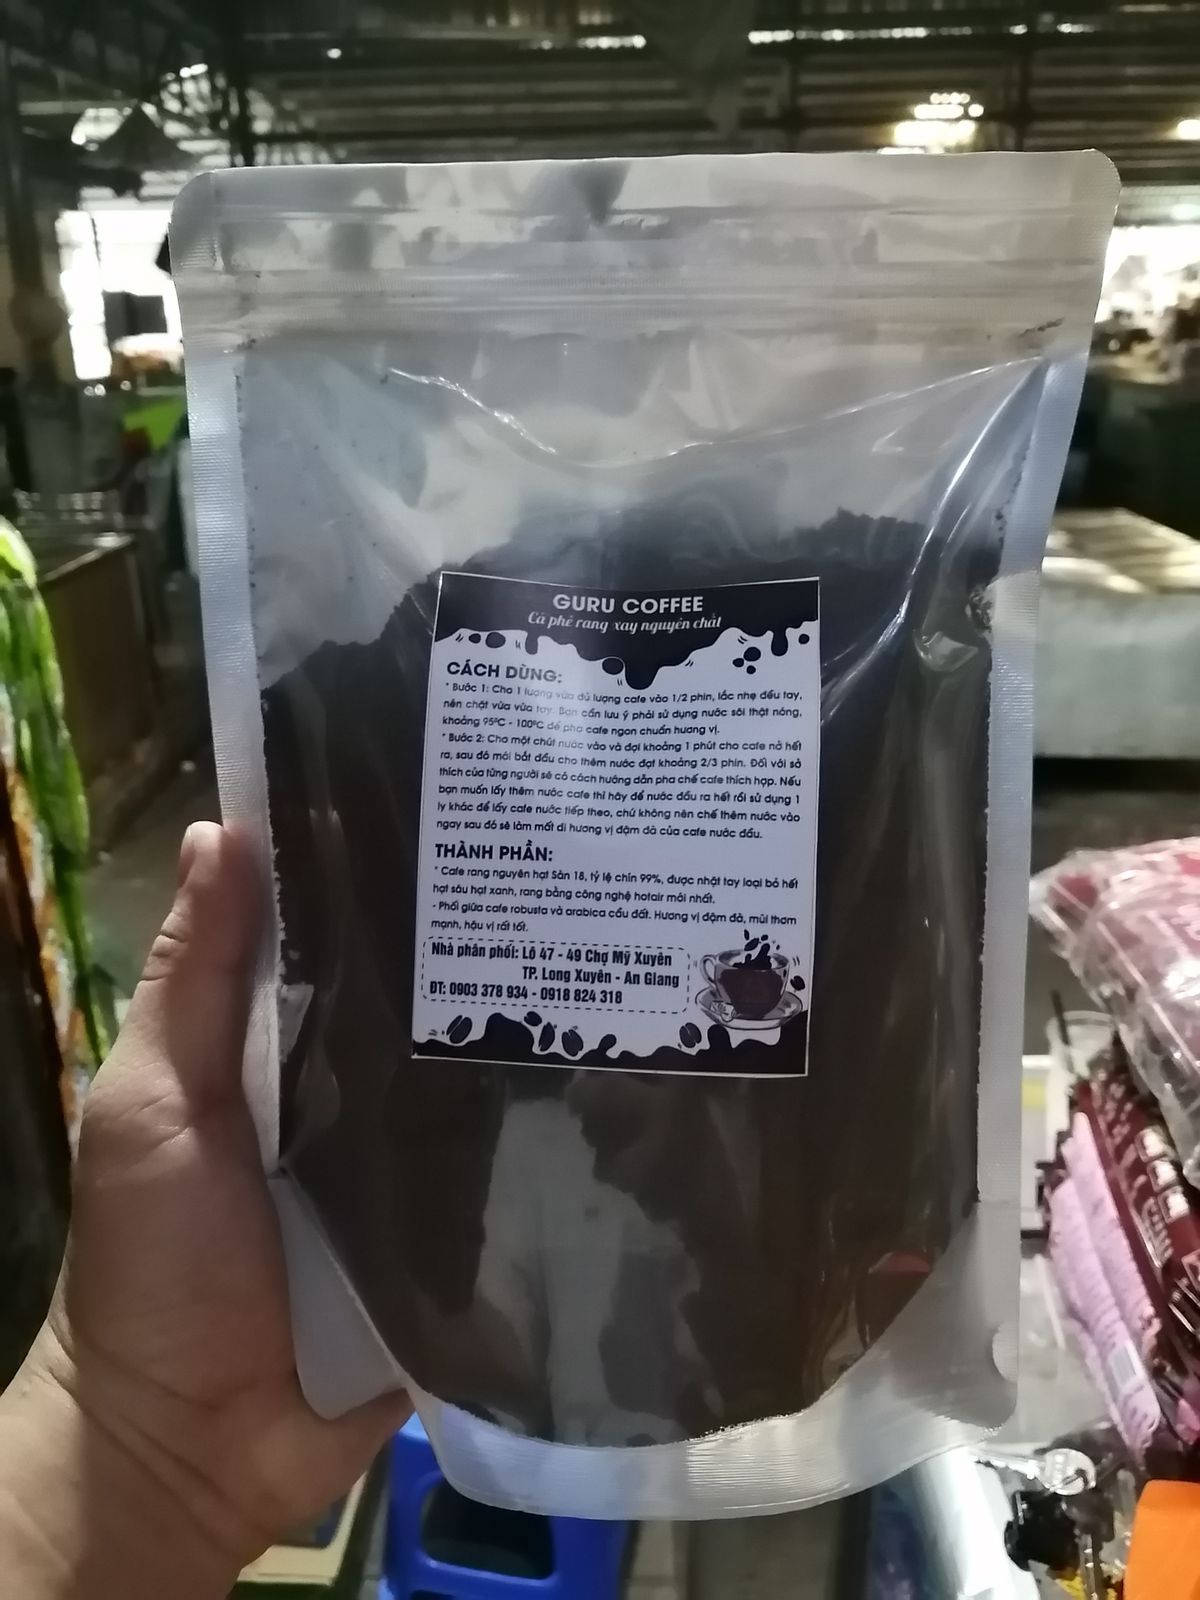 GURU COFFEE
Cà phê rang xay nguyên chất
CÁCH DÙNG:
* Bước 1: Cho 1 lượng vừa đủ lượng cafe vào 1/2 phin, lắc nhẹ đều tay,
nén chặt vừa vừa tay. Bạn cần lưu ý phải sử dụng nước sôi thật nóng,
khoảng 95ºC - 100ºC để pha cafe ngon chuẩn hương vị.
* Bước 2: Cho một chút nước vào và đợi khoảng 1 phút cho cafe nở hết
ra, sau đó mới bắt đầu cho thêm nước đạt khoảng 2/3 phin. Đối với sở
thích của từng người sẽ có cách hướng dẫn pha chế cafe thích hợp. Nếu
bạn muốn lấy thêm nước cafe thì hãy để nước đầu ra hết rồi sử dụng 1
ly khác để lấy cafe nước tiếp theo, chứ không nên chế thêm nước vào
ngay sau đó sẽ làm mất đi hương vị đậm đà của cafe nước đầu.
THÀNH PHẦN:
* Cafe rang nguyên hạt Sàn 18, tỷ lệ chín 99%, được nhặt tay loại bỏ hết
hạt sâu hạt xanh, rang bằng công nghệ hotair mới nhất.
- Phối giữa cafe robusta và arabica cầu đất. Hương vị đậm đà, mùi thơm
mạnh, hậu vị rất tốt.
Nhà phân phối: Lô 47 - 49 Chợ Mỹ Xuyên
TP. Long Xuyên - An Giang
ĐT: 0903 378 934 - 0918 824 318